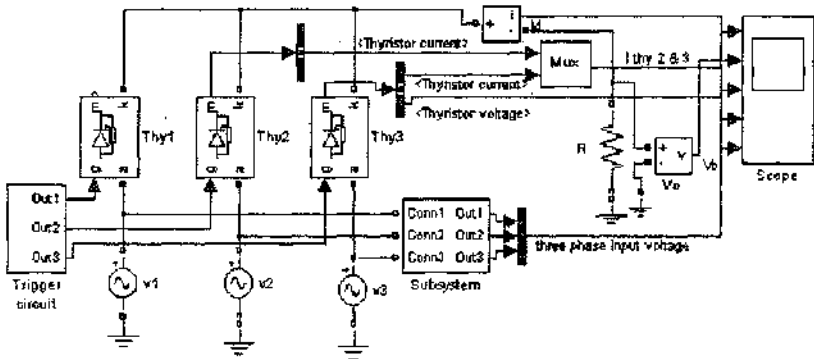 +
-
i
<Thyristor current>
Mux
I thy 2 & 3
<Thyristor current>
<Thyristor voltage>
m
k
g
a
Thy1
m
k
g
a
Thy2
m
k
g
a
Thy3
R
+
-
v
Vo
Scope
Out1
Out2
Out3
Trigger
circuit
Conn1
Out1
Conn2
Out2
Conn3
Out3
Subsystem
three phase input voltage
v1
v2
v3